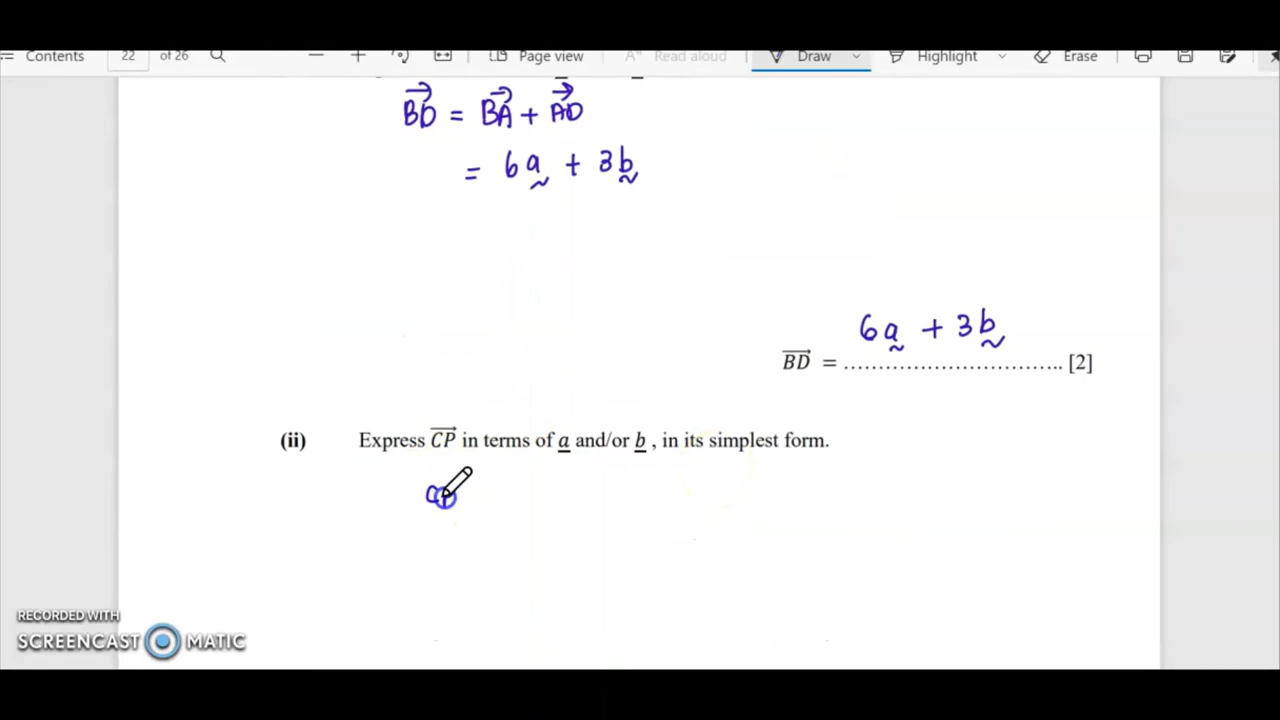 Contents 22 of 26 Page view Read aloud Draw Highlight Erase
BD = BA + AD
= 6a + 3b
6a + 3b
BD = ................................ [2]
(ii) Express CP in terms of a and/or b , in its simplest form.
RECORDED WITH
SCREENCAST MATIC